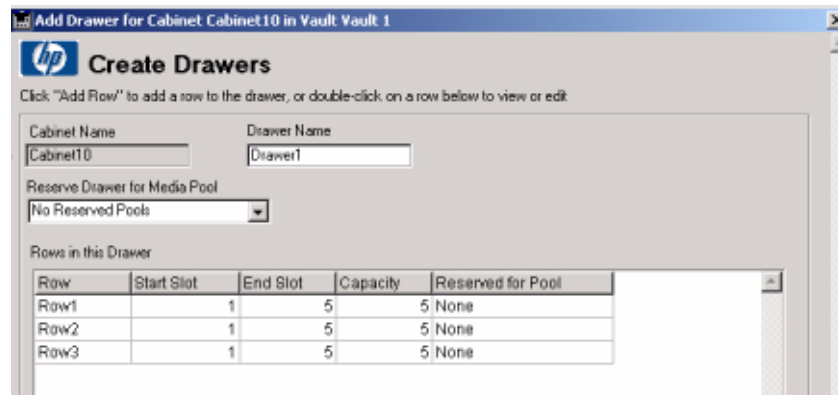 Add Drawer for Cabinet Cabinet10 in Vault Vault 1
hp Create Drawers
Click "Add Row" to add a row to the drawer, or double-click on a row below to view or edit
Cabinet Name Drawer Name
Cabinet10 Drawer1
Reserve Drawer for Media Pool
No Reserved Pools
Rows in this Drawer
Row Start Slot End Slot Capacity Reserved for Pool
Row1 1 5 5 None
Row2 1 5 5 None
Row3 1 5 5 None